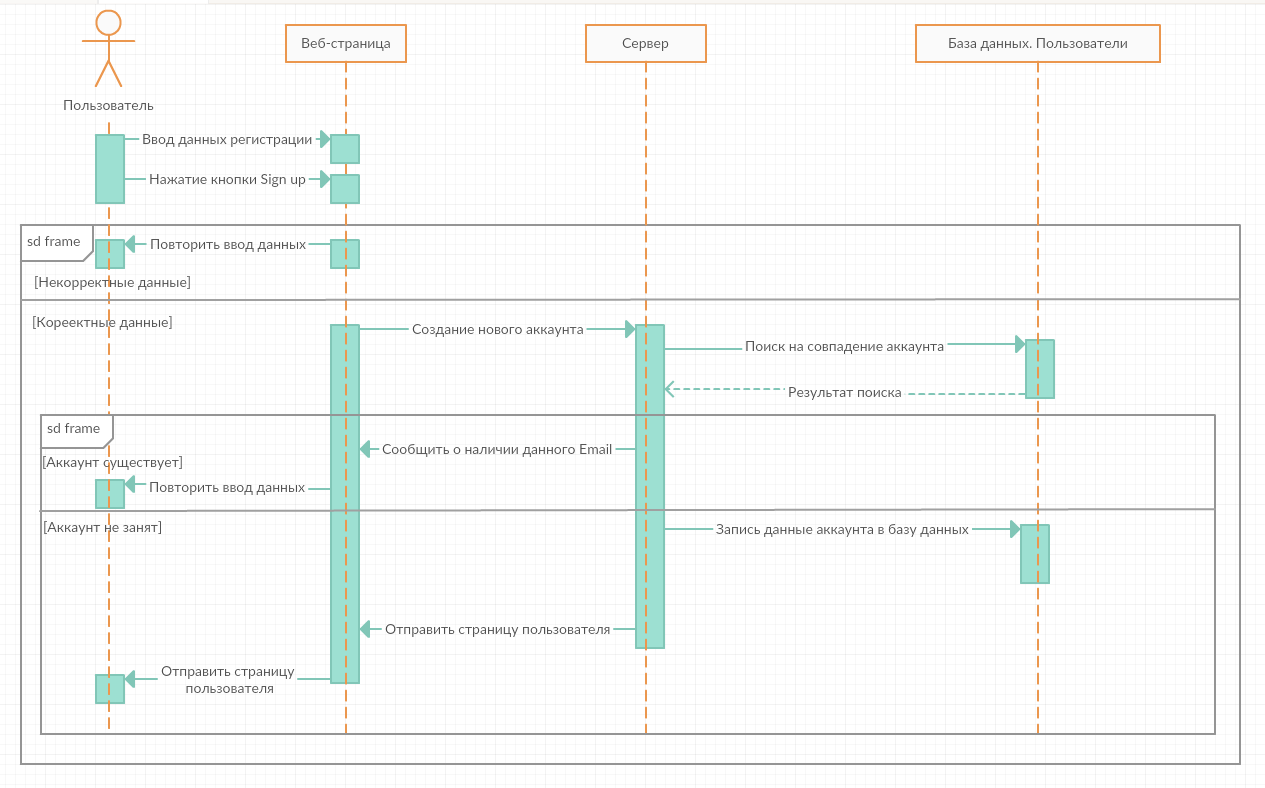 Веб-страница
Сервер
База данных. Пользователи
Пользователь
Ввод данных регистрации
Нажатие кнопки Sign up
sd frame
Повторить ввод данных
[Некорректные данные]
[Кореектные данные]
Создание нового аккаунта
Поиск на совпадение аккаунта
Результат поиска
sd frame
Сообщить о наличии данного Email
[Аккаунт существует]
Повторить ввод данных
[Аккаунт не занят]
Запись данные аккаунта в базу данных
Отправить страницу пользователя
Отправить страницу
пользователя